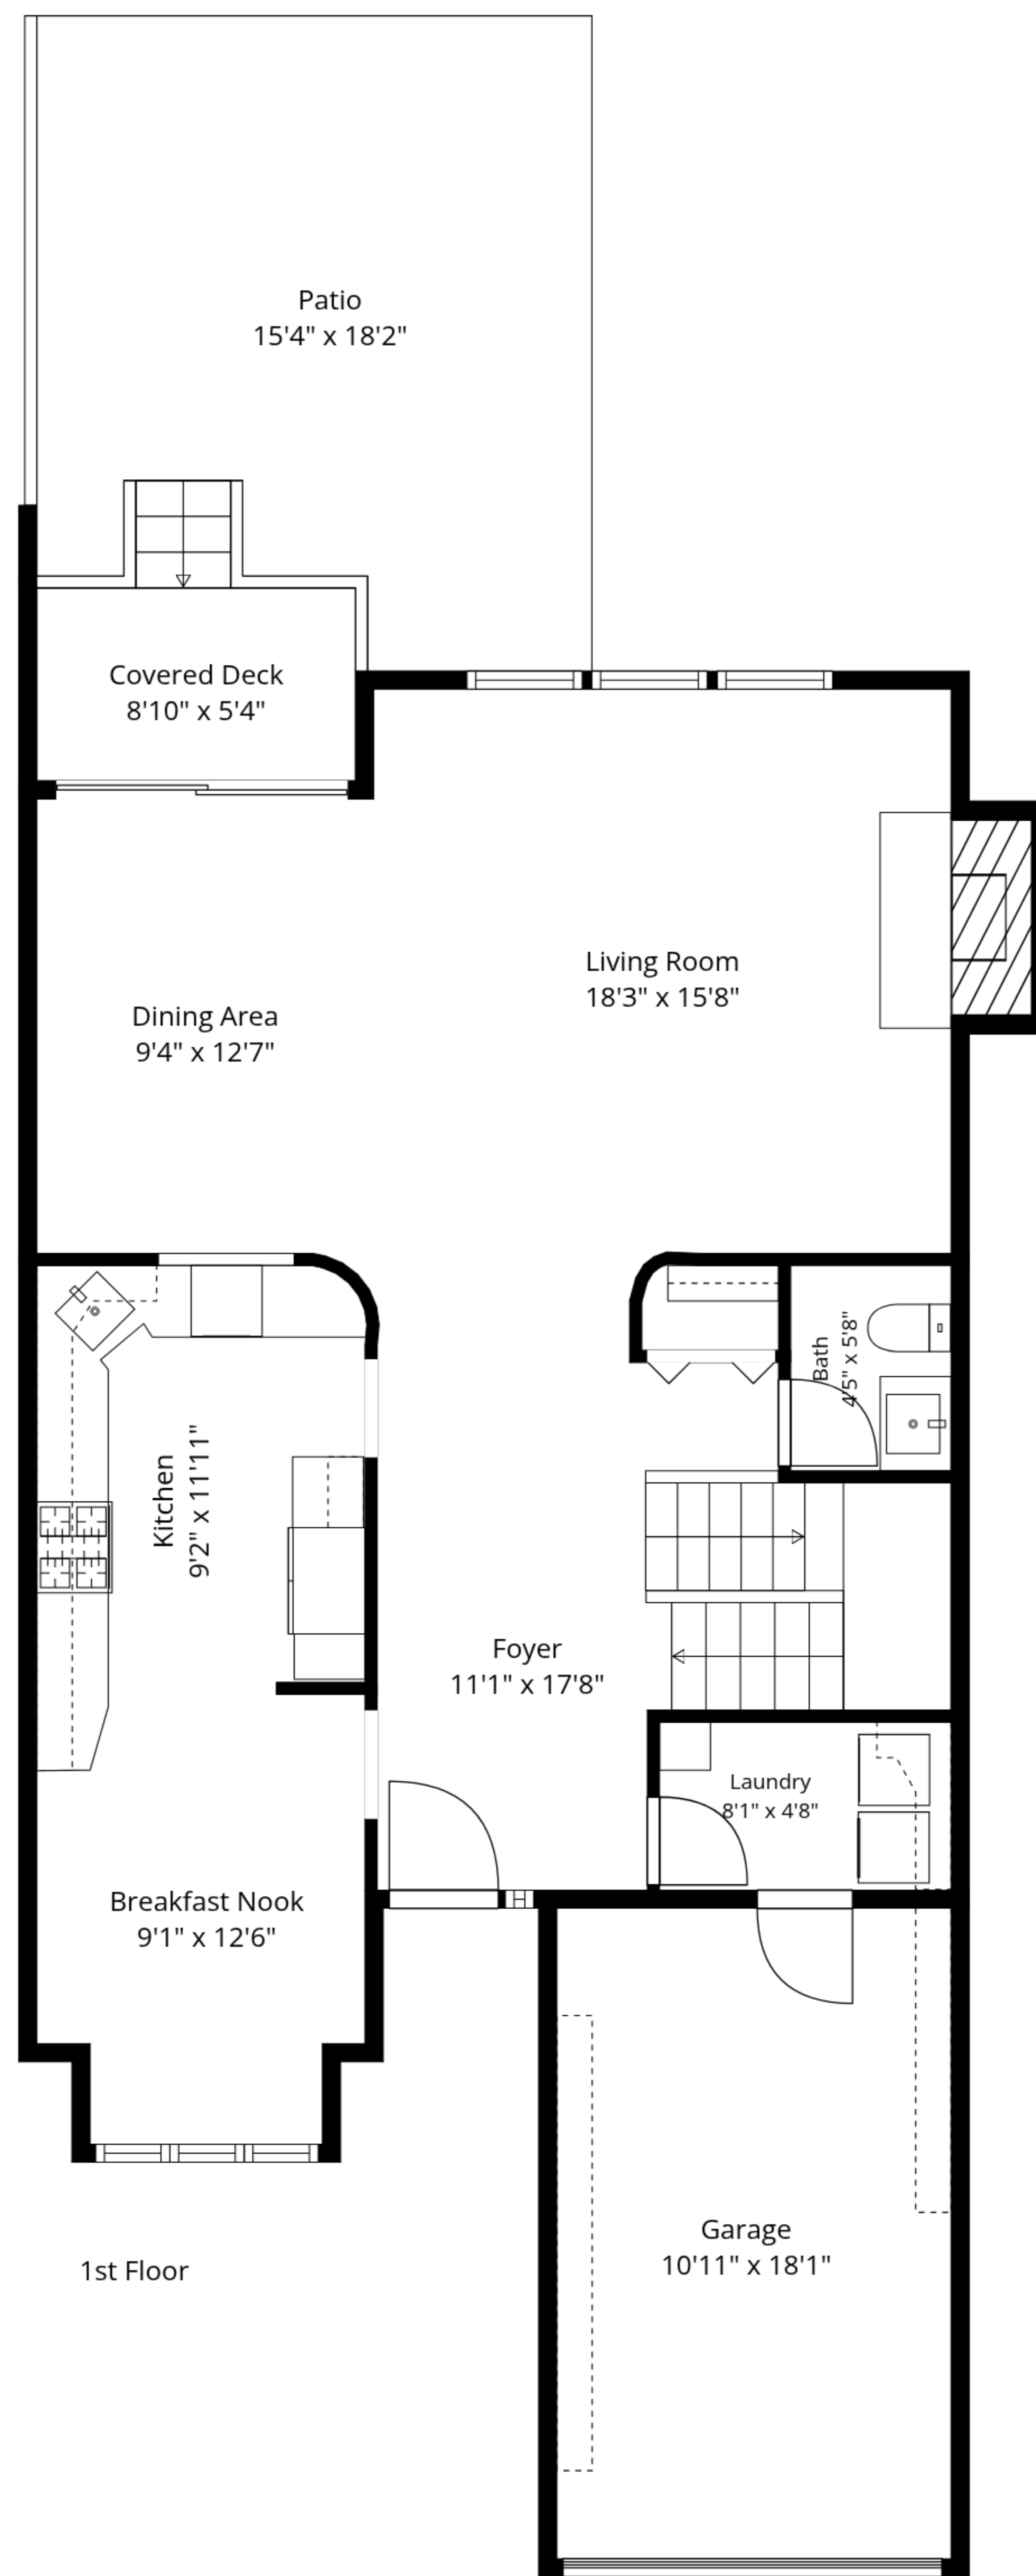 Patio
15'4" x 18'2"
Covered Deck
8'10" x 5'4"
Living Room
18'3" x 15'8"
Dining Area
9'4" x 12'7"
Bath
4'5" x 5'8"
Kitchen
9'2" x 11'11"
Foyer
11'1" x 17'8"
Laundry
8'1" x 4'8"
Breakfast Nook
9'1" x 12'6"
Garage
10'11" x 18'1"
1st Floor